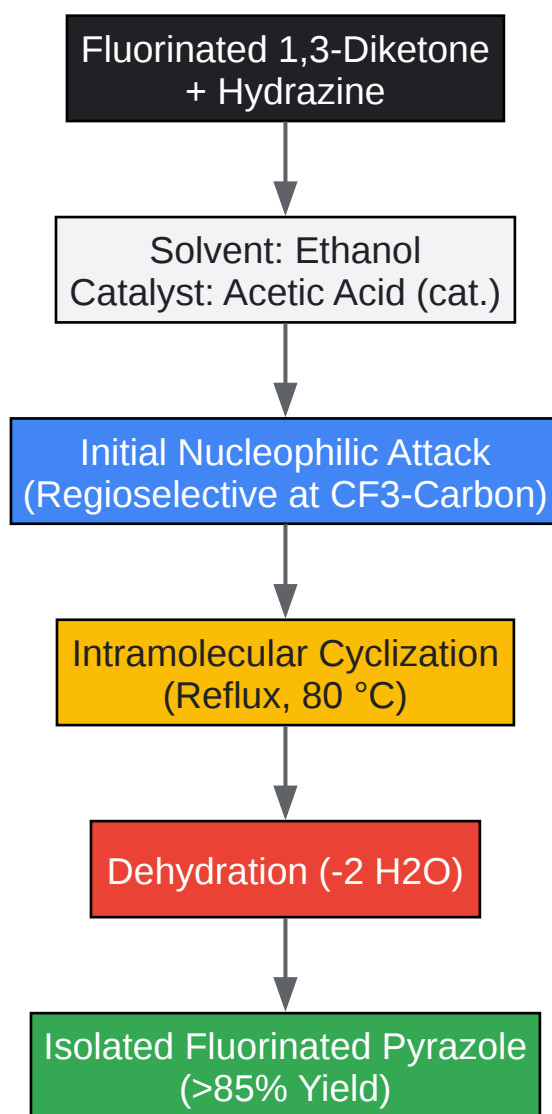 Fluorinated 1,3-Diketone
+ Hydrazine
Solvent: Ethanol
Catalyst: Acetic Acid (cat.)
Initial Nucleophilic Attack
(Regioselective at CF3-Carbon)
Intramolecular Cyclization
(Reflux, 80 °C)
Dehydration (-2 H2O)
Isolated Fluorinated Pyrazole
(>85% Yield)